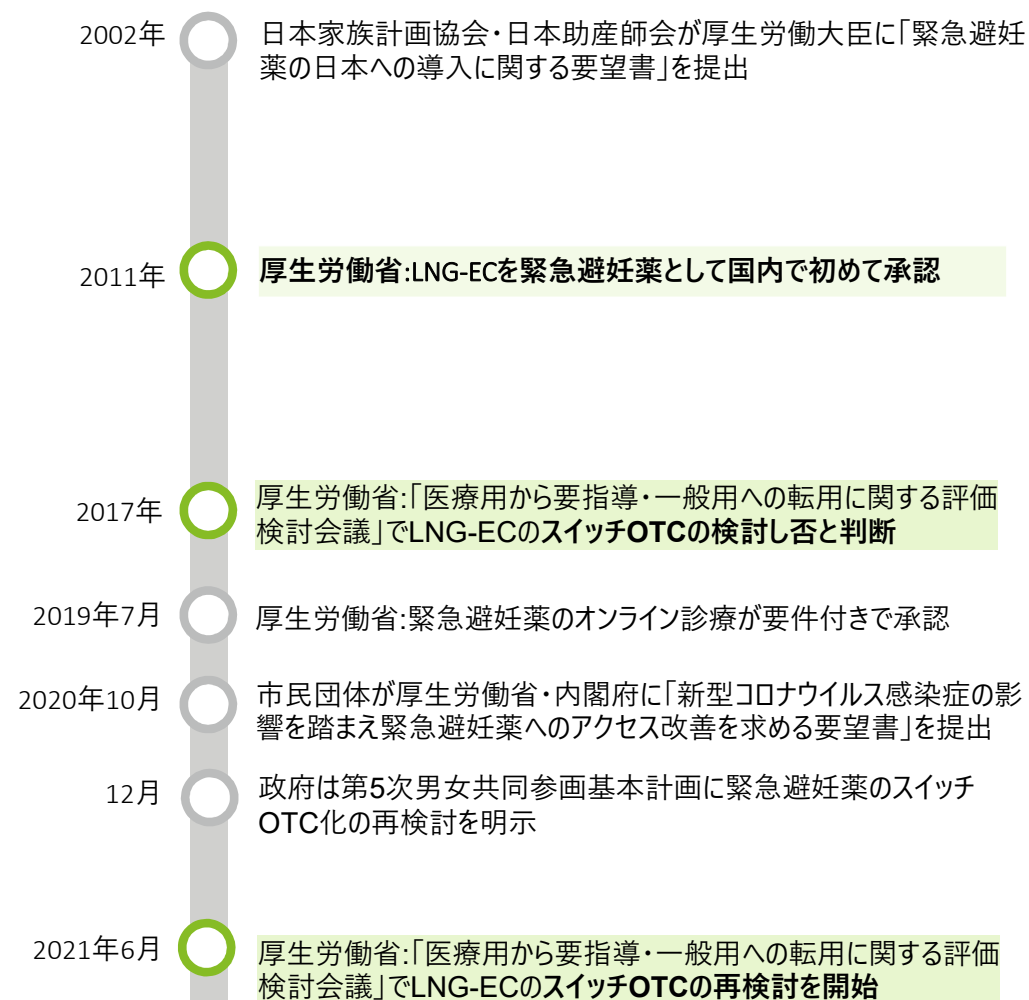 2002年
日本家族計画協会・日本助産師会が厚生労働大臣に「緊急避妊
薬の日本への導入に関する要望書」を提出
2011年
厚生労働省:LNG-ECを緊急避妊薬として国内で初めて承認
2017年
厚生労働省:「医療用から要指導・一般用への転用に関する評価
検討会議」でLNG-ECのスイッチOTCの検討し否と判断
2019年7月
厚生労働省:緊急避妊薬のオンライン診療が要件付きで承認
2020年10月
市民団体が厚生労働省・内閣府に「新型コロナウイルス感染症の影
響を踏まえ緊急避妊薬へのアクセス改善を求める要望書」を提出
12月
政府は第5次男女共同参画基本計画に緊急避妊薬のスイッチ
OTC化の再検討を明示
2021年6月
厚生労働省:「医療用から要指導・一般用への転用に関する評価
検討会議」でLNG-ECのスイッチOTCの再検討を開始